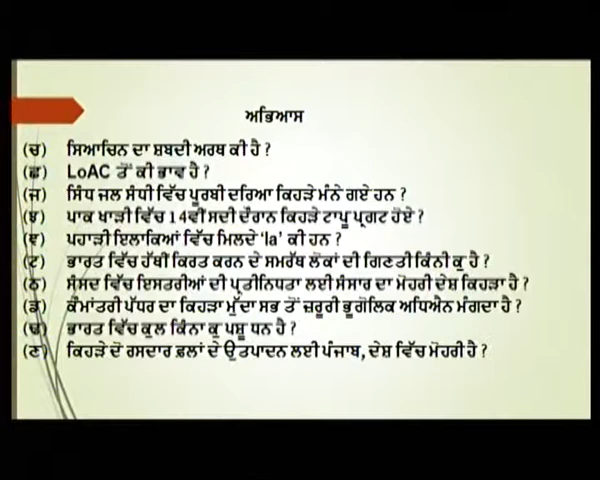 ਅਭਿਆਸ
(ਚ) ਸਿਆਚਿਨ ਦਾ ਸ਼ਬਦੀ ਅਰਥ ਕੀ ਹੈ ?
(ਛ) LoAC ਤੋਂ ਕੀ ਭਾਵ ਹੈ ?
(ਜ) ਸਿੰਧ ਜਲ ਸੰਧੀ ਵਿੱਚ ਪੂਰਬੀ ਦਰਿਆ ਕਿਹੜੇ ਮੰਨੇ ਗਏ ਹਨ ?
(ਝ) ਪਾਕ ਖਾੜੀ ਵਿੱਚ 14ਵੀਂ ਸਦੀ ਦੌਰਾਨ ਕਿਹੜੇ ਟਾਪੂ ਪ੍ਰਗਟ ਹੋਏ ?
(ਞ) ਪਹਾੜੀ ਇਲਾਕਿਆਂ ਵਿੱਚ ਮਿਲਦੇ ‘la’ ਕੀ ਹਨ ?
(ਟ) ਭਾਰਤ ਵਿੱਚ ਹੱਥੀਂ ਕਿਰਤ ਕਰਨ ਦੇ ਸਮਰੱਥ ਲੋਕਾਂ ਦੀ ਗਿਣਤੀ ਕਿੰਨੀ ਕੁ ਹੈ ?
(ਠ) ਸੰਸਦ ਵਿੱਚ ਇਸਤਰੀਆਂ ਦੀ ਪ੍ਰਤੀਨਿਧਤਾ ਲਈ ਸੰਸਾਰ ਦਾ ਮੋਹਰੀ ਦੇਸ਼ ਕਿਹੜਾ ਹੈ ?
(ਡ) ਕੌਮਾਂਤਰੀ ਪੱਧਰ ਦਾ ਕਿਹੜਾ ਮੁੱਦਾ ਸਭ ਤੋਂ ਜ਼ਰੂਰੀ ਭੂਗੋਲਿਕ ਅਧਿਐਨ ਮੰਗਦਾ ਹੈ ?
(ਢ) ਭਾਰਤ ਵਿੱਚ ਕੁਲ ਕਿੰਨਾ ਕੁ ਪਸ਼ੂ ਧਨ ਹੈ ?
(ਣ) ਕਿਹੜੇ ਦੋ ਰਸਦਾਰ ਫ਼ਲਾਂ ਦੇ ਉਤਪਾਦਨ ਲਈ ਪੰਜਾਬ, ਦੇਸ਼ ਵਿੱਚ ਮੋਹਰੀ ਹੈ ?